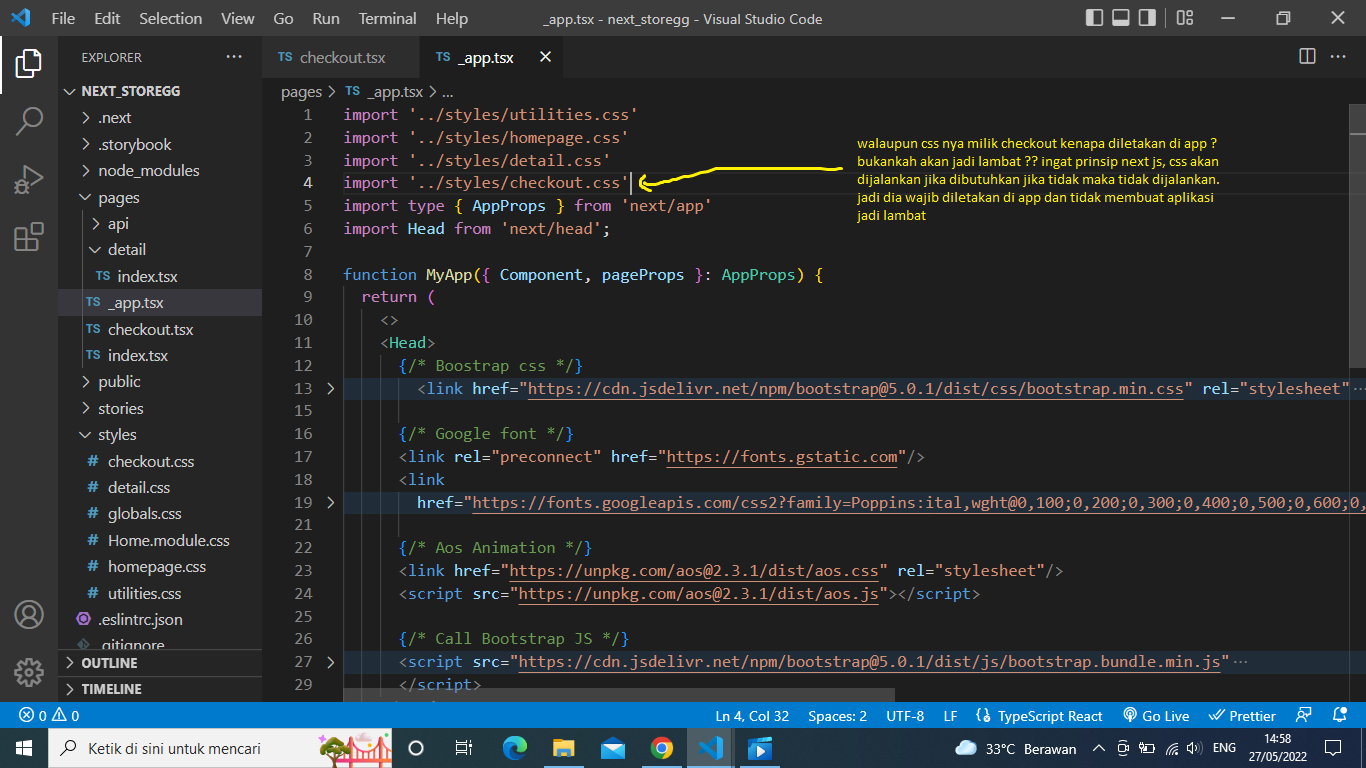 File Edit Selection View Go Run Terminal Help _app.tsx - next_storegg - Visual Studio Code
EXPLORER ... TS checkout.tsx TS _app.tsx
NEXT_STOREGG pages > TS _app.tsx > ...
.next
.storybook
node_modules
pages
api
detail
TS index.tsx
TS _app.tsx
TS checkout.tsx
TS index.tsx
public
stories
styles
# checkout.css
# detail.css
# globals.css
# Home.module.css
# homepage.css
# utilities.css
.eslintrc.json
.gitignore
OUTLINE
TIMELINE
1 import '../styles/utilities.css'
2 import '../styles/homepage.css'
3 import '../styles/detail.css'
4 import '../styles/checkout.css'
5 import type { AppProps } from 'next/app'
6 import Head from 'next/head';
7
8 function MyApp({ Component, pageProps }: AppProps) {
9 return (
10 <>
11 <Head>
12 {/* Boostrap css */}
13 <link href="https://cdn.jsdelivr.net/npm/bootstrap@5.0.1/dist/css/bootstrap.min.css" rel="stylesheet"...
15
16 {/* Google font */}
17 <link rel="preconnect" href="https://fonts.gstatic.com"/>
18 <link
19 href="https://fonts.googleapis.com/css2?family=Poppins:ital,wght@0,100;0,200;0,300;0,400;0,500;0,600;0,
21
22 {/* Aos Animation */}
23 <link href="https://unpkg.com/aos@2.3.1/dist/aos.css" rel="stylesheet"/>
24 <script src="https://unpkg.com/aos@2.3.1/dist/aos.js"></script>
25
26 {/* Call Bootstrap JS */}
27 <script src="https://cdn.jsdelivr.net/npm/bootstrap@5.0.1/dist/js/bootstrap.bundle.min.js"...
29 </script>
walaupun css nya milik checkout kenapa diletakan di app ?
bukankah akan jadi lambat ?? ingat prinsip next js, css akan
dijalankan jika dibutuhkan jika tidak maka tidak dijalankan.
jadi dia wajib diletakan di app dan tidak membuat aplikasi
jadi lambat
0 0 Ln 4, Col 32 Spaces: 2 UTF-8 LF TypeScript React Go Live Prettier
Ketik di sini untuk mencari 33°C Berawan ENG 14:58
27/05/2022